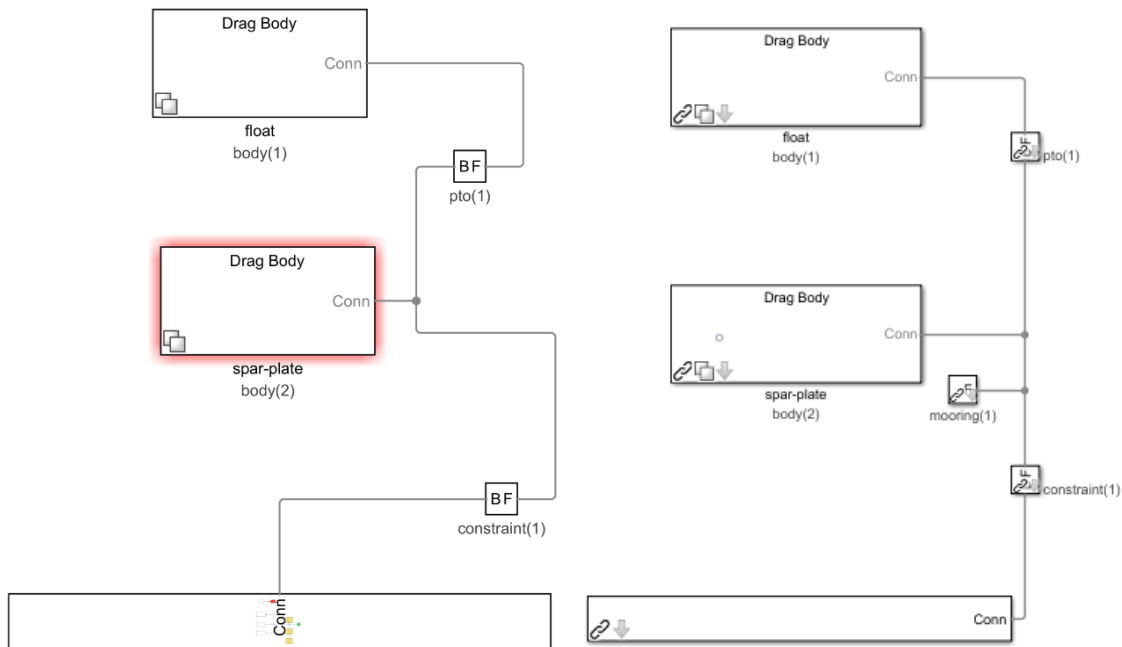 Drag Body
Conn
float
body(1)
B F
pto(1)
Drag Body
Conn
spar-plate
body(2)
B F
constraint(1)
Conn
Drag Body
Conn
float
body(1)
F
pto(1)
Drag Body
Conn
spar-plate
body(2)
F
mooring(1)
F
constraint(1)
Conn